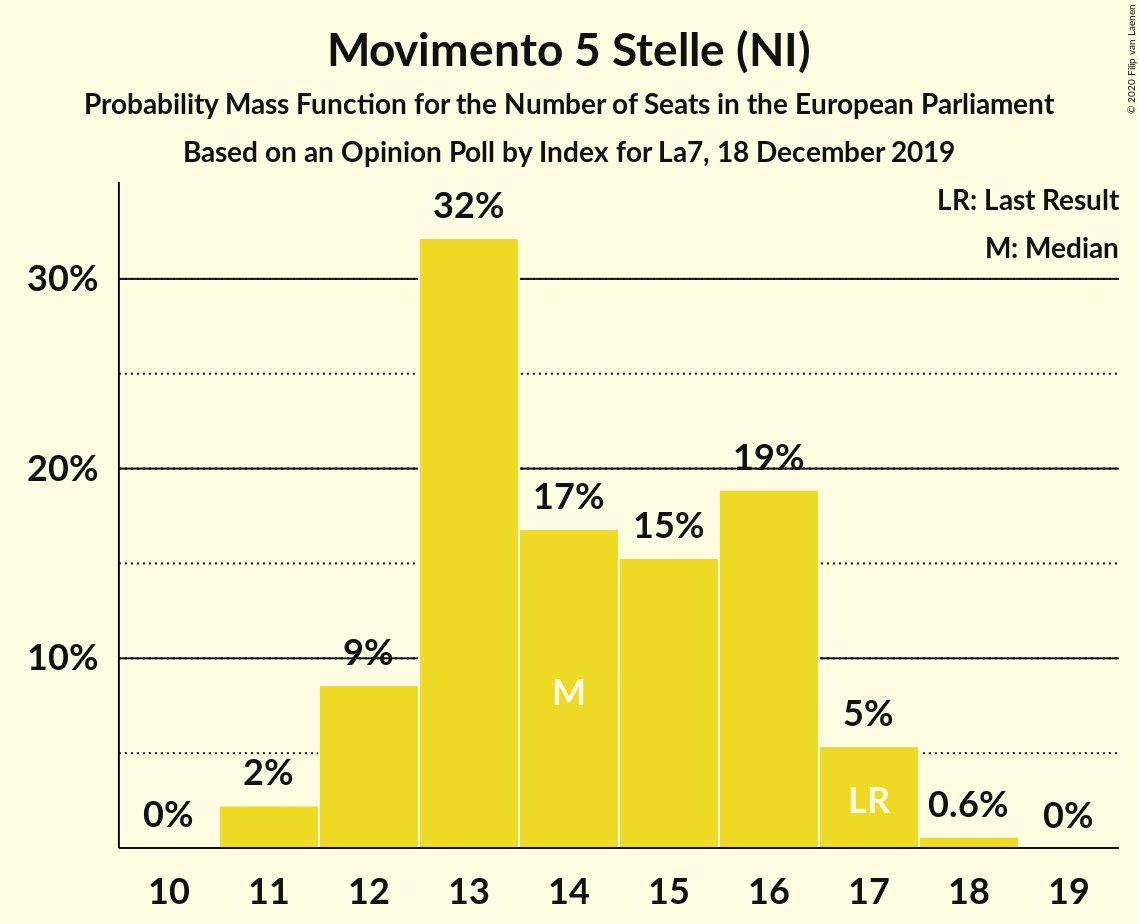 Movimento 5 Stelle (NI)
Probability Mass Function for the Number of Seats in the European Parliament
Based on an Opinion Poll by Index for La7, 18 December 2019
© 2020 Filip van Laenen
LR: Last Result
M: Median
32%
30%
20%
19%
17%
15%
10%
9%
M
5%
2%
LR
0%
0.6%
0%
10 11 12 13 14 15 16 17 18 19